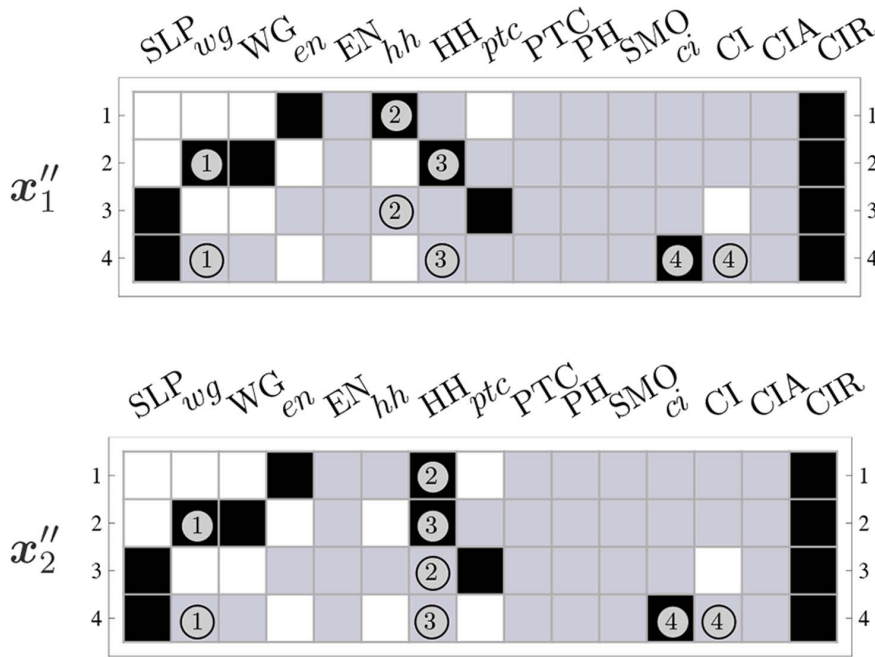 SLP wg WG en EN hh HH ptc PTC PH SMO ci CI CIA CIR
1 2 1
2 1 3 2
x''₁
3 2 3
4 1 3 4 4 4
SLP wg WG en EN hh HH ptc PTC PH SMO ci CI CIA CIR
1 2 1
2 1 3 2
x''₂
3 2 3
4 1 3 4 4 4